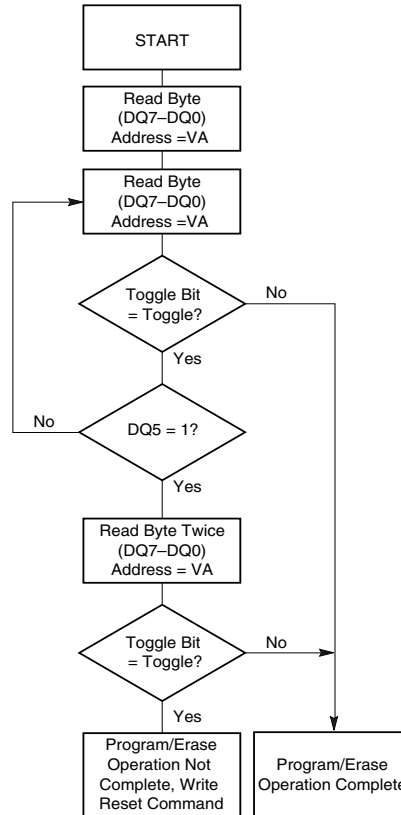 START
Read Byte
(DQ7–DQ0)
Address =VA
Read Byte
(DQ7–DQ0)
Address =VA
Toggle Bit
= Toggle?
No
Yes
No
DQ5 = 1?
Yes
Read Byte Twice
(DQ7–DQ0)
Address = VA
Toggle Bit
= Toggle?
No
Yes
Program/Erase
Operation Not
Complete, Write
Reset Command
Program/Erase
Operation Complete